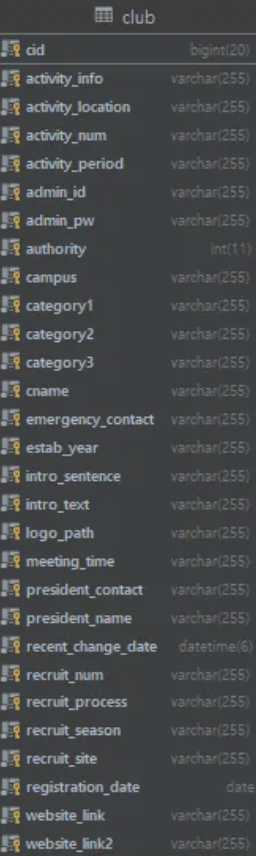 club
cid bigint(20)
activity_info varchar(255)
activity_location varchar(255)
activity_num varchar(255)
activity_period varchar(255)
admin_id varchar(255)
admin_pw varchar(255)
authority int(11)
campus varchar(255)
category1 varchar(255)
category2 varchar(255)
category3 varchar(255)
cname varchar(255)
emergency_contact varchar(255)
estab_year varchar(255)
intro_sentence varchar(255)
intro_text varchar(255)
logo_path varchar(255)
meeting_time varchar(255)
president_contact varchar(255)
president_name varchar(255)
recent_change_date datetime(6)
recruit_num varchar(255)
recruit_process varchar(255)
recruit_season varchar(255)
recruit_site varchar(255)
registration_date date
website_link varchar(255)
website_link2 varchar(255)